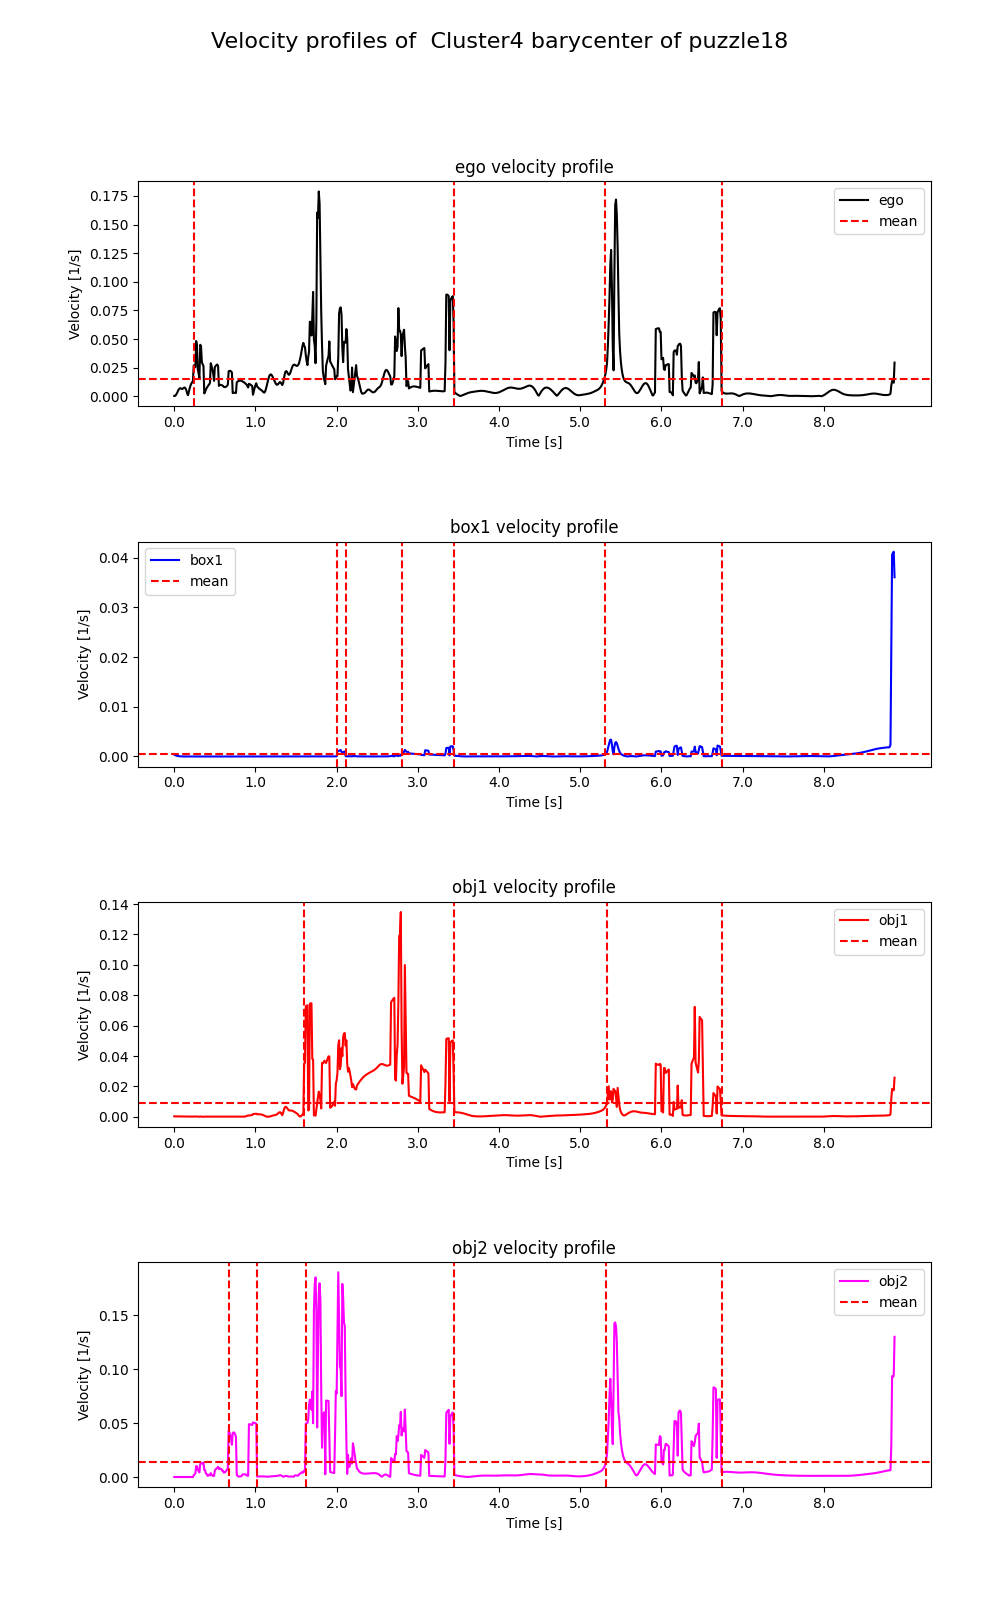 Velocity profiles of  Cluster4 barycenter of puzzle18
ego velocity profile
Velocity [1/s]
0.175
0.150
0.125
0.100
0.075
0.050
0.025
0.000
ego
mean
0.0 1.0 2.0 3.0 4.0 5.0 6.0 7.0 8.0
Time [s]
box1 velocity profile
Velocity [1/s]
0.04
0.03
0.02
0.01
0.00
box1
mean
0.0 1.0 2.0 3.0 4.0 5.0 6.0 7.0 8.0
Time [s]
obj1 velocity profile
Velocity [1/s]
0.14
0.12
0.10
0.08
0.06
0.04
0.02
0.00
obj1
mean
0.0 1.0 2.0 3.0 4.0 5.0 6.0 7.0 8.0
Time [s]
obj2 velocity profile
Velocity [1/s]
0.15
0.10
0.05
0.00
obj2
mean
0.0 1.0 2.0 3.0 4.0 5.0 6.0 7.0 8.0
Time [s]